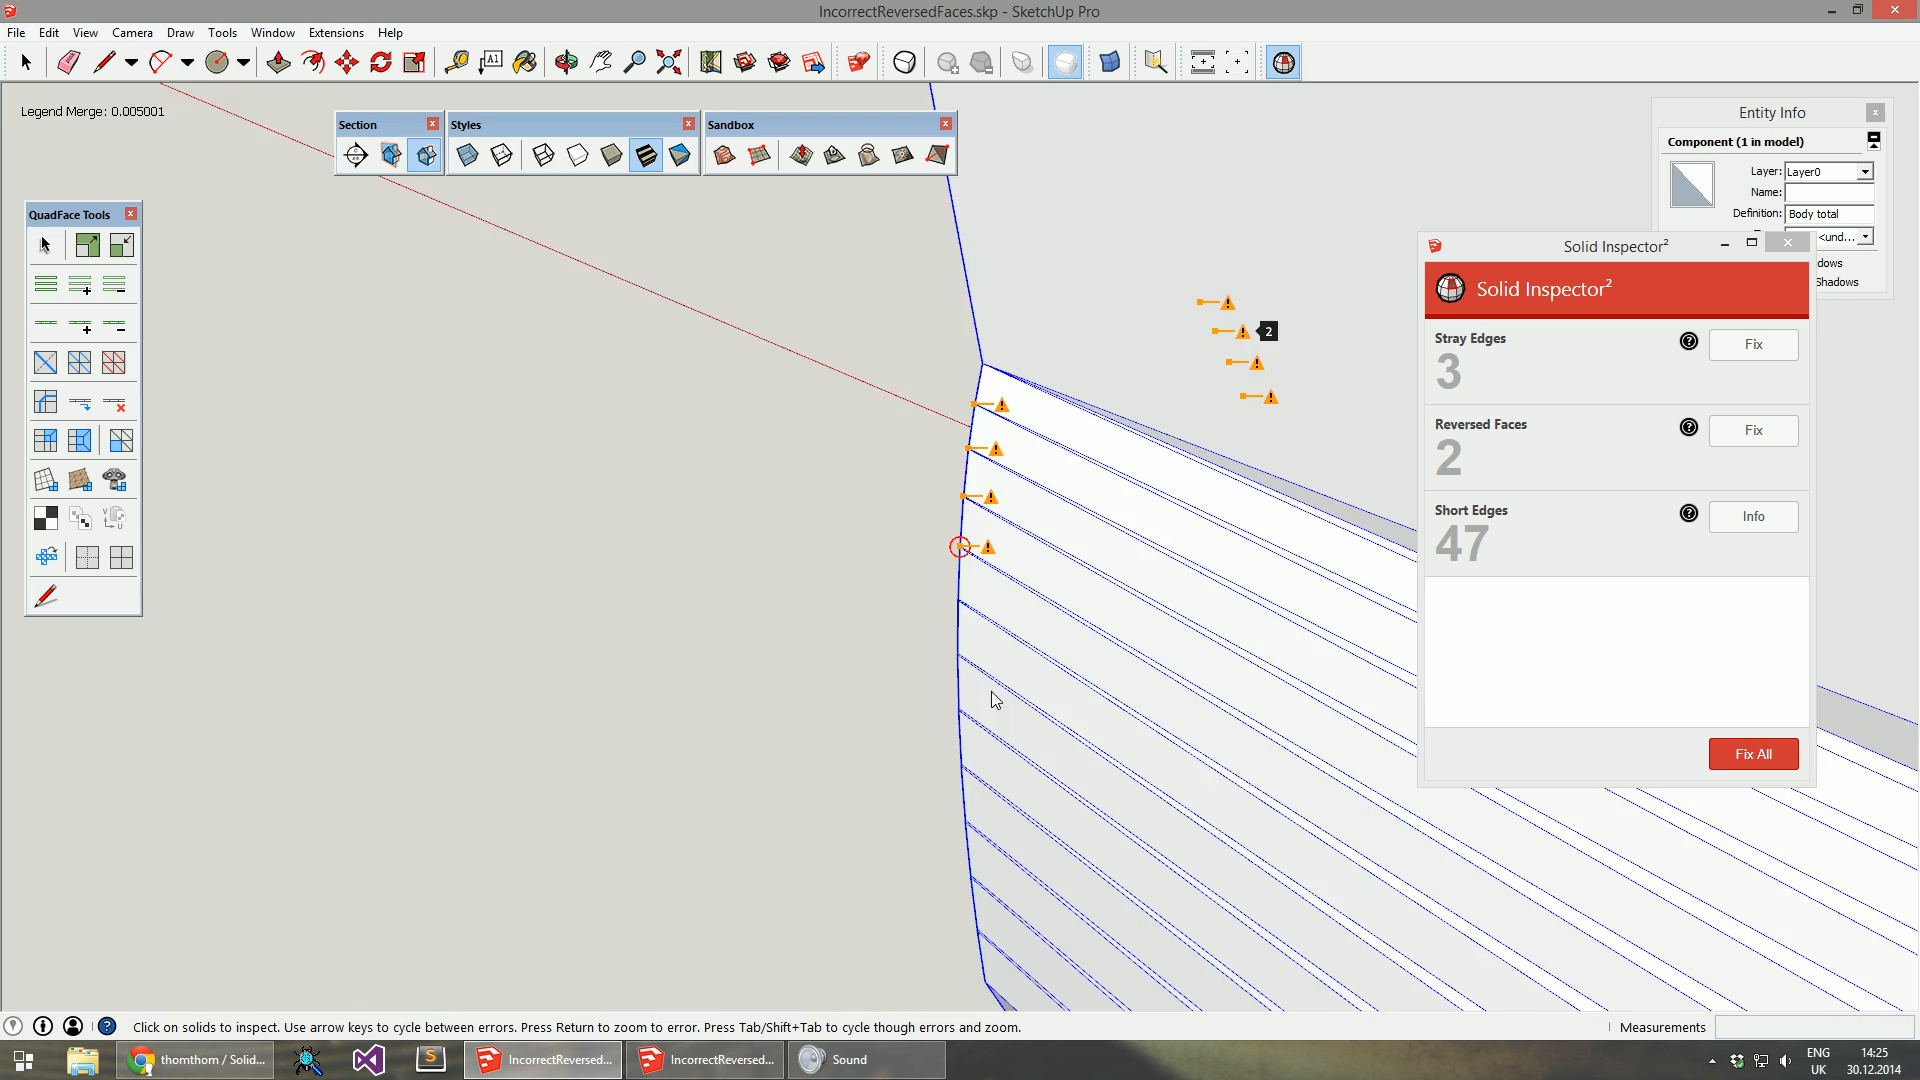 IncorrectReversedFaces.skp - SketchUp Pro
File Edit View Camera Draw Tools Window Extensions Help
A1
Legend Merge: 0.005001
Section
Styles
Sandbox
QuadFace Tools
Entity Info
Component (1 in model)
Layer: Layer0
Name:
Definition: Body total
<und...
dows
Shadows
Solid Inspector²
Solid Inspector²
Stray Edges
3
Fix
Reversed Faces
2
Fix
Short Edges
47
Info
Fix All
2
Click on solids to inspect. Use arrow keys to cycle between errors. Press Return to zoom to error. Press Tab/Shift+Tab to cycle though errors and zoom.
Measurements
thomthom / Solid...
IncorrectReversed...
IncorrectReversed...
Sound
ENG
UK
14:25
30.12.2014